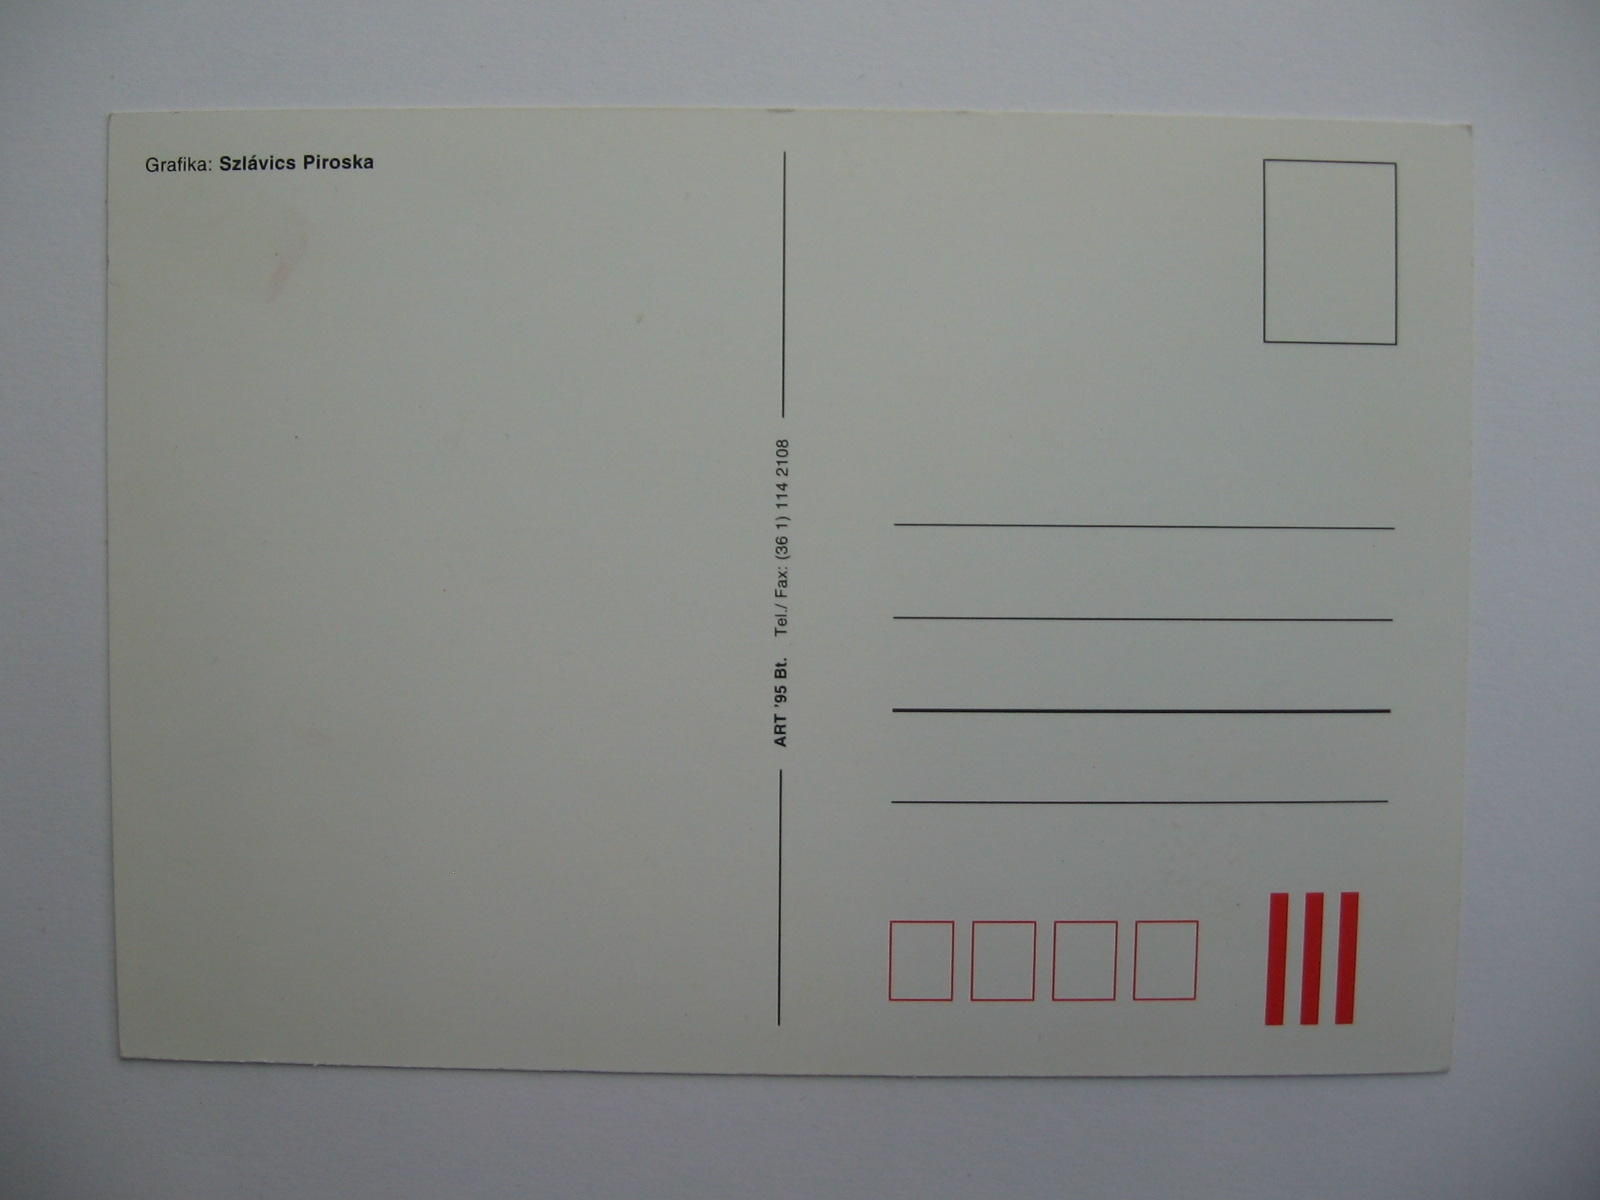 Grafika: Szlávics Piroska
ART '95 Bt. Tel./ Fax: (36 1) 114 2108